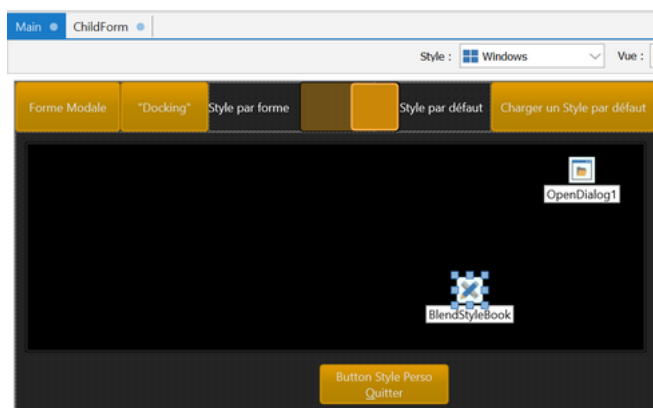 Main ChildForm
Style : Windows Vue :
Forme Modale "Docking" Style par forme Style par défaut Charger un Style par défaut
OpenDialog1
BlendStyleBook
Button Style Perso
Quitter